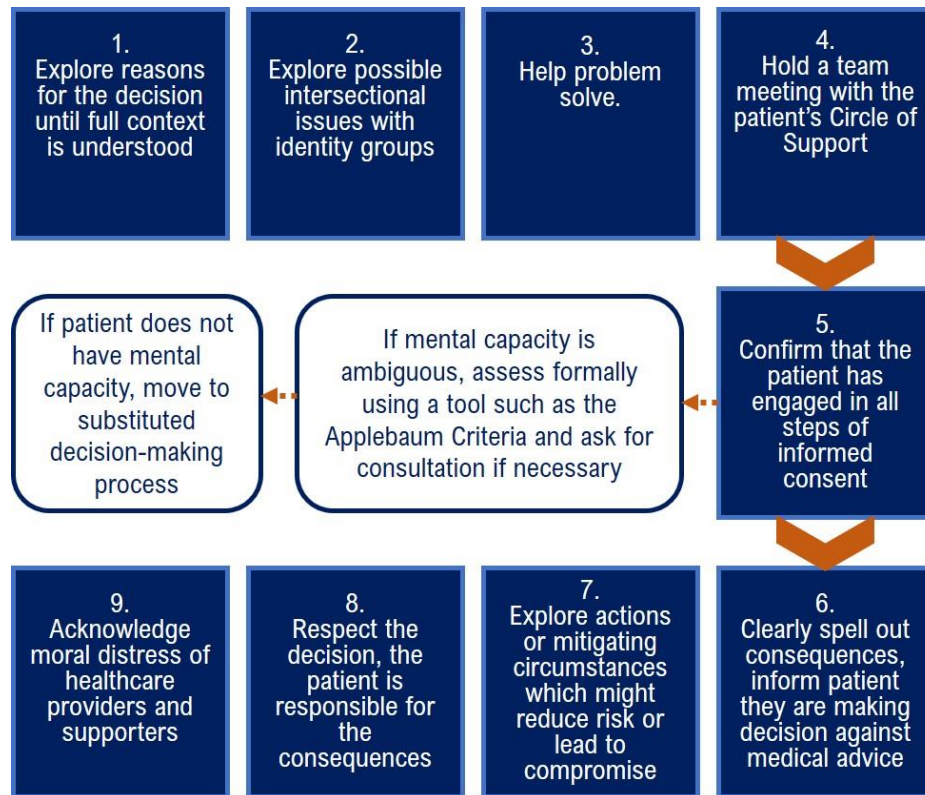 1.
Explore reasons
for the decision
until full context
is understood
2.
Explore possible
intersectional
issues with
identity groups
3.
Help problem
solve.
4.
Hold a team
meeting with the
patient's Circle of
Support
5.
Confirm that the
patient has
engaged in all
steps of
informed
consent
If mental capacity is
ambiguous, assess formally
using a tool such as the
Applebaum Criteria and ask for
consultation if necessary
If patient does not
have mental
capacity, move to
substituted
decision-making
process
6.
Clearly spell out
consequences,
inform patient
they are making
decision against
medical advice
7.
Explore actions
or mitigating
circumstances
which might
reduce risk or
lead to
compromise
8.
Respect the
decision, the
patient is
responsible for
the
consequences
9.
Acknowledge
moral distress of
healthcare
providers and
supporters